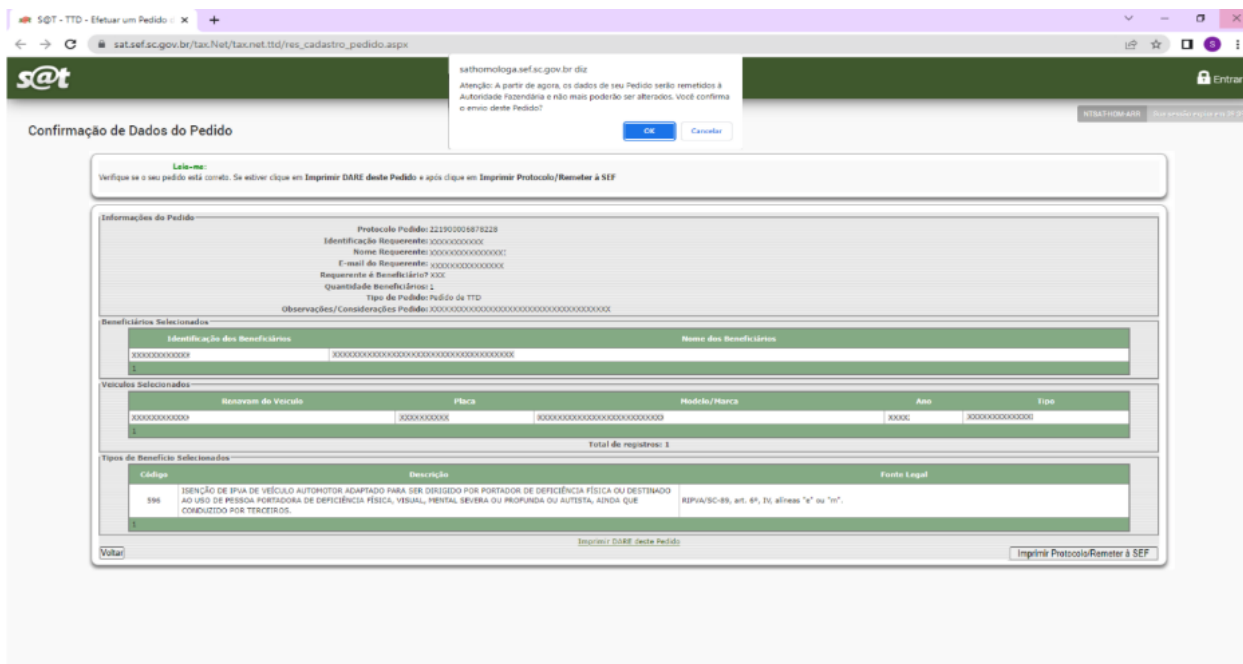 S@T - TTD - Efetuar um Pedido d
sat.sef.sc.gov.br/tax.Net/tax.net.ttd/res_cadastro_pedido.aspx
S
s@t
Entrar
sathomologa.sef.sc.gov.br diz
Atenção: A partir de agora, os dados de seu Pedido serão remetidos à
Autoridade Fazendária e não mais poderão ser alterados. Você confirma
o envio deste Pedido?
OK
Cancelar
Confirmação de Dados do Pedido
Leia-me:
Verifique se o seu pedido está correto. Se estiver clique em Imprimir DARE deste Pedido e após clique em Imprimir Protocolo/Remeter à SEF
Informações do Pedido
Protocolo Pedido: 221900006878228
Identificação Requerente: XXXXXXXXXXX
Nome Requerente: XXXXXXXXXXXXXXXX
E-mail do Requerente: XXXXXXXXXXXXXXX
Requerente é Beneficiário? XXX
Quantidade Beneficiários: 1
Tipo de Pedido: Pedido de TTD
Observações/Considerações Pedido: XXXXXXXXXXXXXXXXXXXXXXXXXXXXXXXXXXXXX
Beneficiários Selecionados
Identificação dos Beneficiários Nome dos Beneficiários
XXXXXXXXXXXX XXXXXXXXXXXXXXXXXXXXXXXXXXXXXXXXXXXXX
1
Veículos Selecionados
Renavam do Veículo Placa Modelo/Marca Ano Tipo
XXXXXXXXXXXX XXXXXXXXXX XXXXXXXXXXXXXXXXXXXXXXXXXX XXXX XXXXXXXXXXXXX
1
Total de registros: 1
Tipos de Benefício Selecionados
Código Descrição Fonte Legal
596 ISENÇÃO DE IPVA DE VEÍCULO AUTOMOTOR ADAPTADO PARA SER DIRIGIDO POR PORTADOR DE DEFICIÊNCIA FÍSICA OU DESTINADO
AO USO DE PESSOA PORTADORA DE DEFICIÊNCIA FÍSICA, VISUAL, MENTAL SEVERA OU PROFUNDA OU AUTISTA, AINDA QUE RIPVA/SC-89, art. 6º, IV, alíneas "e" ou "m".
CONDUZIDO POR TERCEIROS.
1
Imprimir DARE deste Pedido
Voltar
Imprimir Protocolo/Remeter à SEF